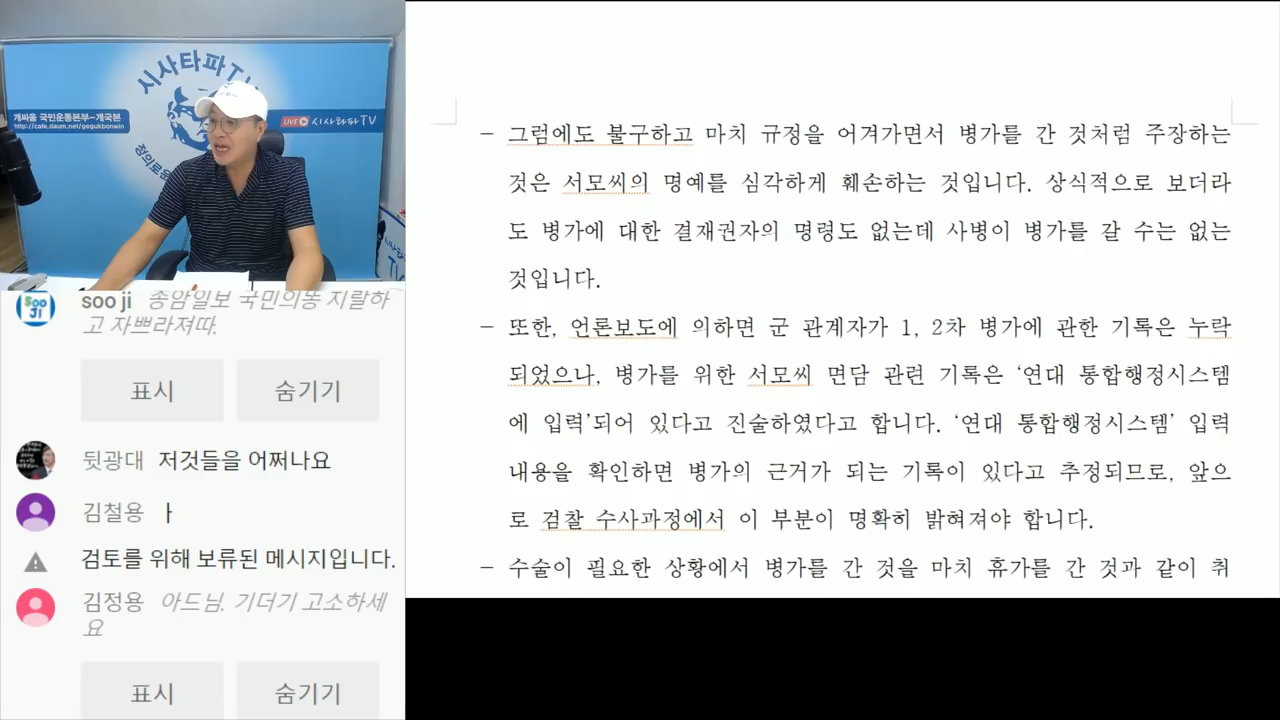 시사타파TV
개싸움 국민운동본부-개국본
http://cafe.daum.net/gegukbonwin
LIVE 시사타파TV
정의로운
시사타파
TV
soo ji 종암일보 국민의똥 지랄하
고 자쁘라져따.
표시 숨기기
뒷광대 저것들을 어쩌나요
김철용 ㅏ
검토를 위해 보류된 메시지입니다.
김정용 아드님. 기더기 고소하세
요
표시 숨기기
- 그럼에도 불구하고 마치 규정을 어겨가면서 병가를 간 것처럼 주장하는
것은 서모씨의 명예를 심각하게 훼손하는 것입니다. 상식적으로 보더라
도 병가에 대한 결재권자의 명령도 없는데 사병이 병가를 갈 수는 없는
것입니다.
- 또한, 언론보도에 의하면 군 관계자가 1, 2차 병가에 관한 기록은 누락
되었으나, 병가를 위한 서모씨 면담 관련 기록은 ‘연대 통합행정시스템
에 입력’되어 있다고 진술하였다고 합니다. ‘연대 통합행정시스템’ 입력
내용을 확인하면 병가의 근거가 되는 기록이 있다고 추정되므로, 앞으
로 검찰 수사과정에서 이 부분이 명확히 밝혀져야 합니다.
- 수술이 필요한 상황에서 병가를 간 것을 마치 휴가를 간 것과 같이 취